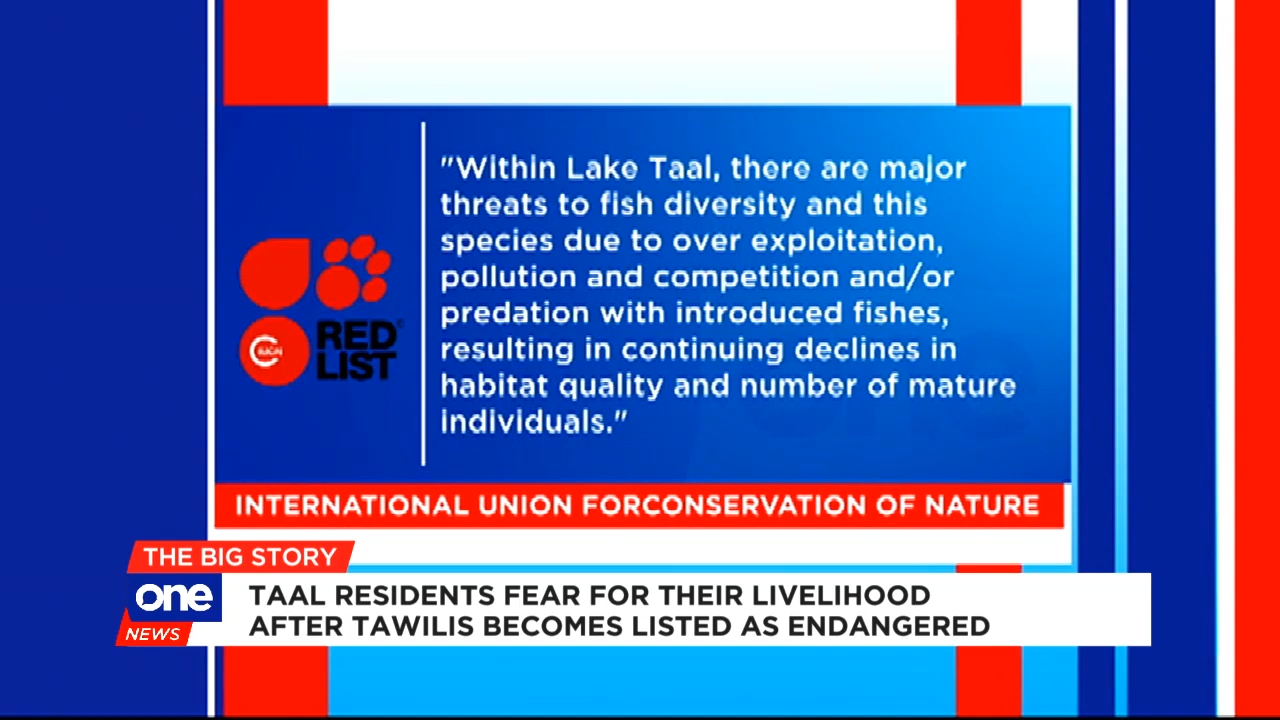 "Within Lake Taal, there are major
threats to fish diversity and this
species due to over exploitation,
pollution and competition and/or
predation with introduced fishes,
resulting in continuing declines in
habitat quality and number of mature
individuals."
IUCN
RED
LIST
INTERNATIONAL UNION FORCONSERVATION OF NATURE
THE BIG STORY
one
NEWS
TAAL RESIDENTS FEAR FOR THEIR LIVELIHOOD
AFTER TAWILIS BECOMES LISTED AS ENDANGERED